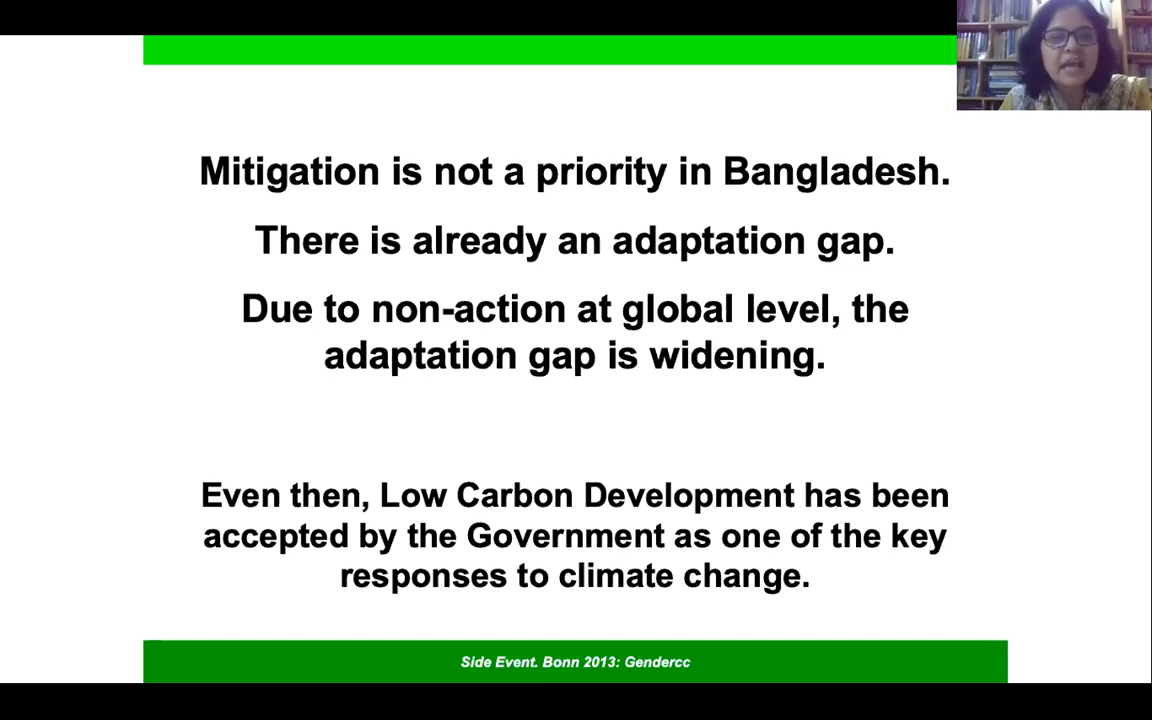 Mitigation is not a priority in Bangladesh.
There is already an adaptation gap.
Due to non-action at global level, the
adaptation gap is widening.
Even then, Low Carbon Development has been
accepted by the Government as one of the key
responses to climate change.
Side Event. Bonn 2013: Gendercc